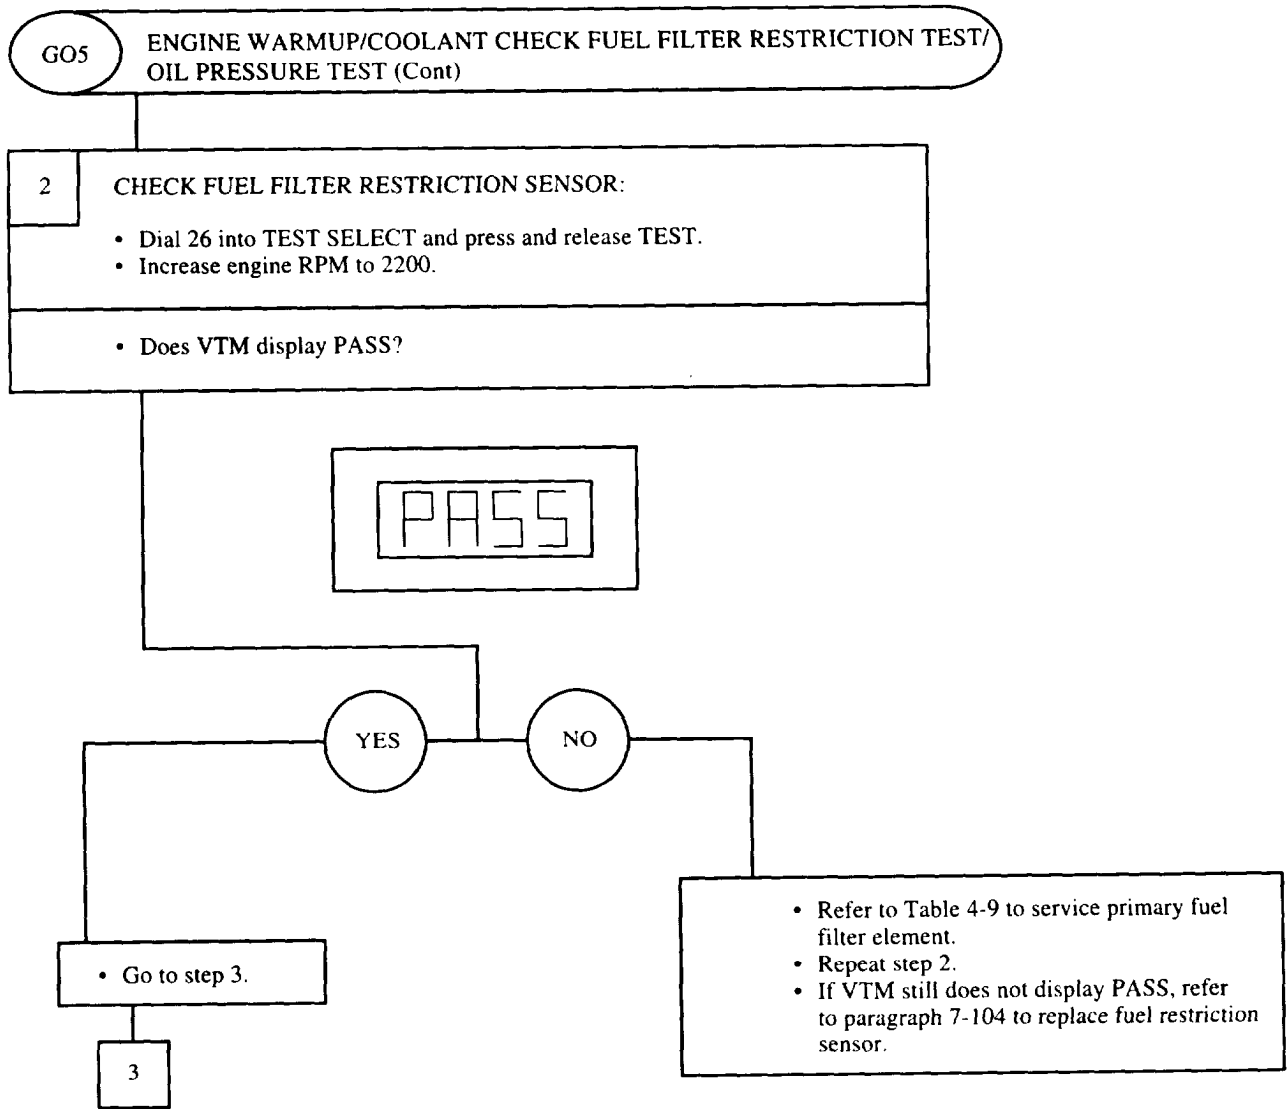 GO5
ENGINE WARMUP/COOLANT CHECK FUEL FILTER RESTRICTION TEST/
OIL PRESSURE TEST (Cont)
2
CHECK FUEL FILTER RESTRICTION SENSOR:
• Dial 26 into TEST SELECT and press and release TEST.
• Increase engine RPM to 2200.
• Does VTM display PASS?
PASS
YES
NO
• Go to step 3.
3
• Refer to Table 4-9 to service primary fuel
filter element.
• Repeat step 2.
• If VTM still does not display PASS, refer
to paragraph 7-104 to replace fuel restriction
sensor.